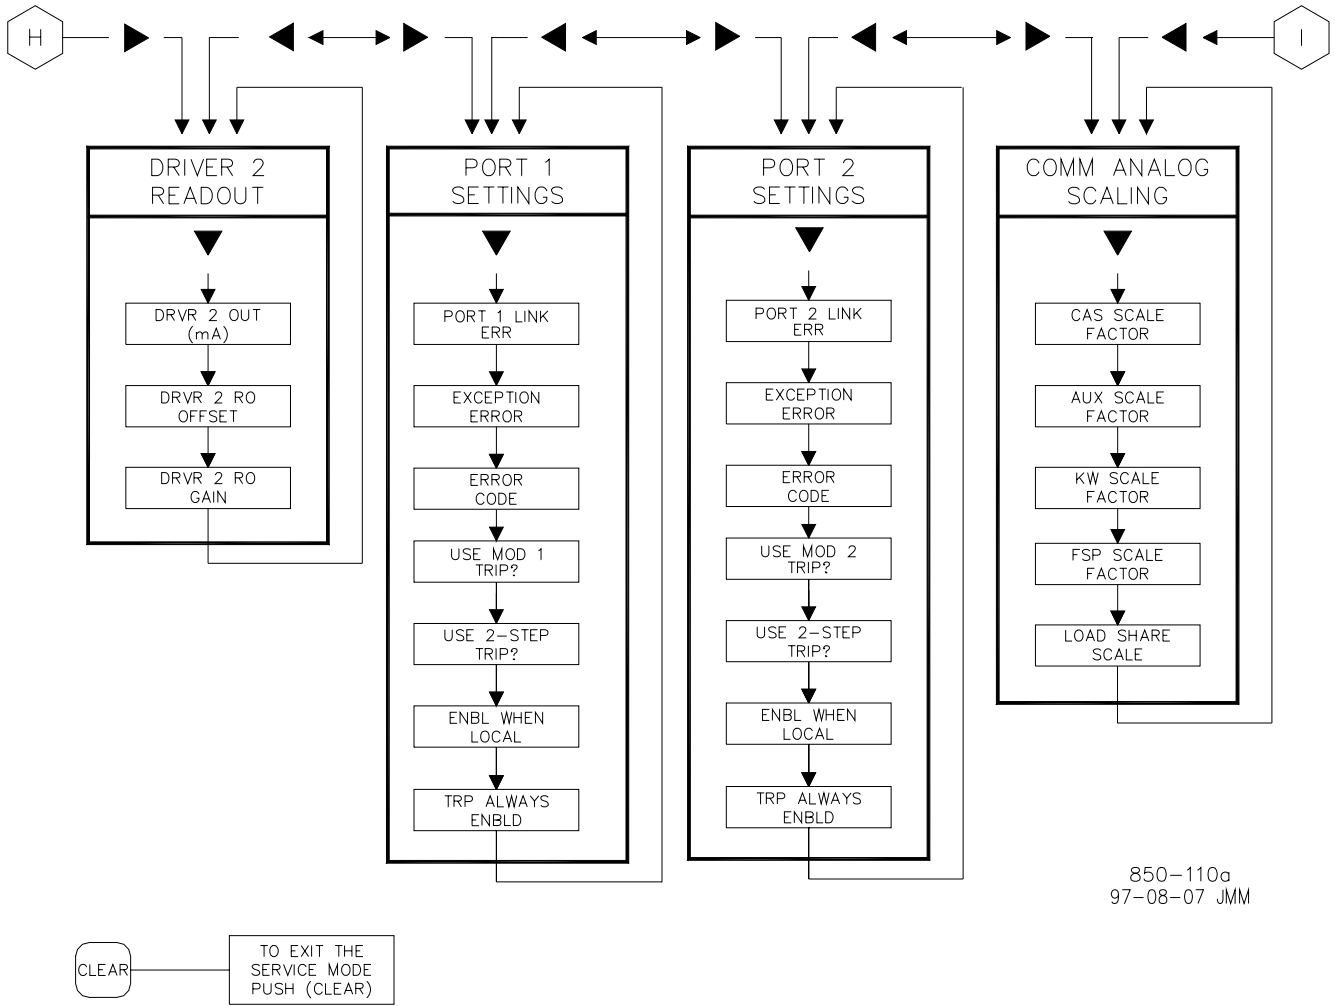 H
I
DRIVER 2
READOUT
DRVR 2 OUT
(mA)
DRVR 2 RO
OFFSET
DRVR 2 RO
GAIN
PORT 1
SETTINGS
PORT 1 LINK
ERR
EXCEPTION
ERROR
ERROR
CODE
USE MOD 1
TRIP?
USE 2-STEP
TRIP?
ENBL WHEN
LOCAL
TRP ALWAYS
ENBLD
PORT 2
SETTINGS
PORT 2 LINK
ERR
EXCEPTION
ERROR
ERROR
CODE
USE MOD 2
TRIP?
USE 2-STEP
TRIP?
ENBL WHEN
LOCAL
TRP ALWAYS
ENBLD
COMM ANALOG
SCALING
CAS SCALE
FACTOR
AUX SCALE
FACTOR
KW SCALE
FACTOR
FSP SCALE
FACTOR
LOAD SHARE
SCALE
850-110a
97-08-07 JMM
CLEAR
TO EXIT THE
SERVICE MODE
PUSH (CLEAR)